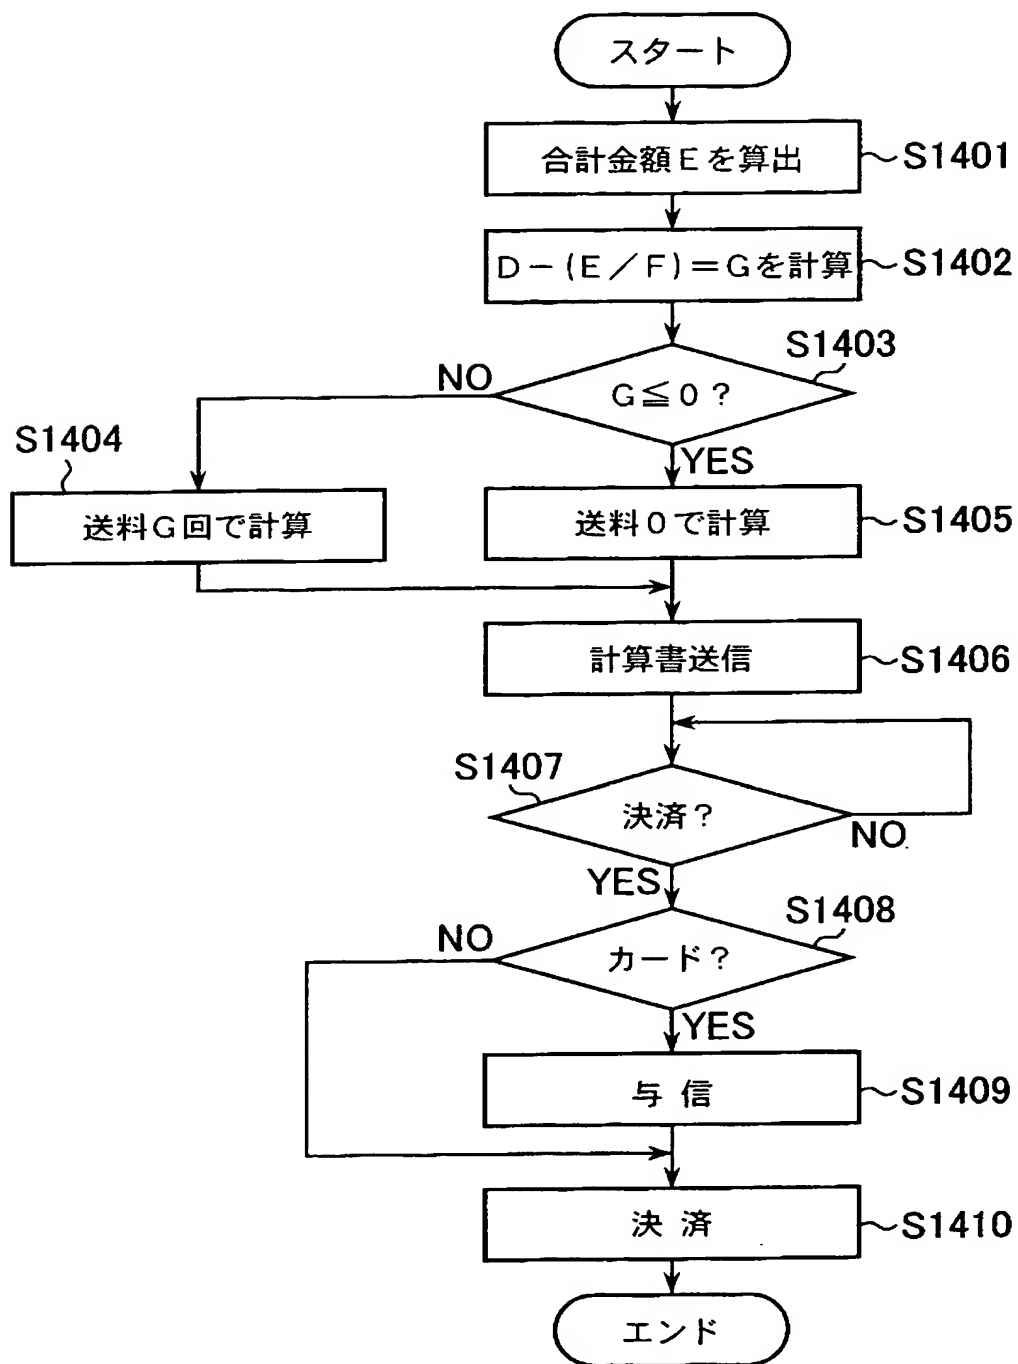 スタート
合計金額Eを算出
S1401
D－(E／F)＝Gを計算
S1402
S1403
G≦0？
NO
YES
S1404
送料G回で計算
送料0で計算
S1405
計算書送信
S1406
S1407
決済？
NO
YES
S1408
カード？
NO
YES
与 信
S1409
決 済
S1410
エンド